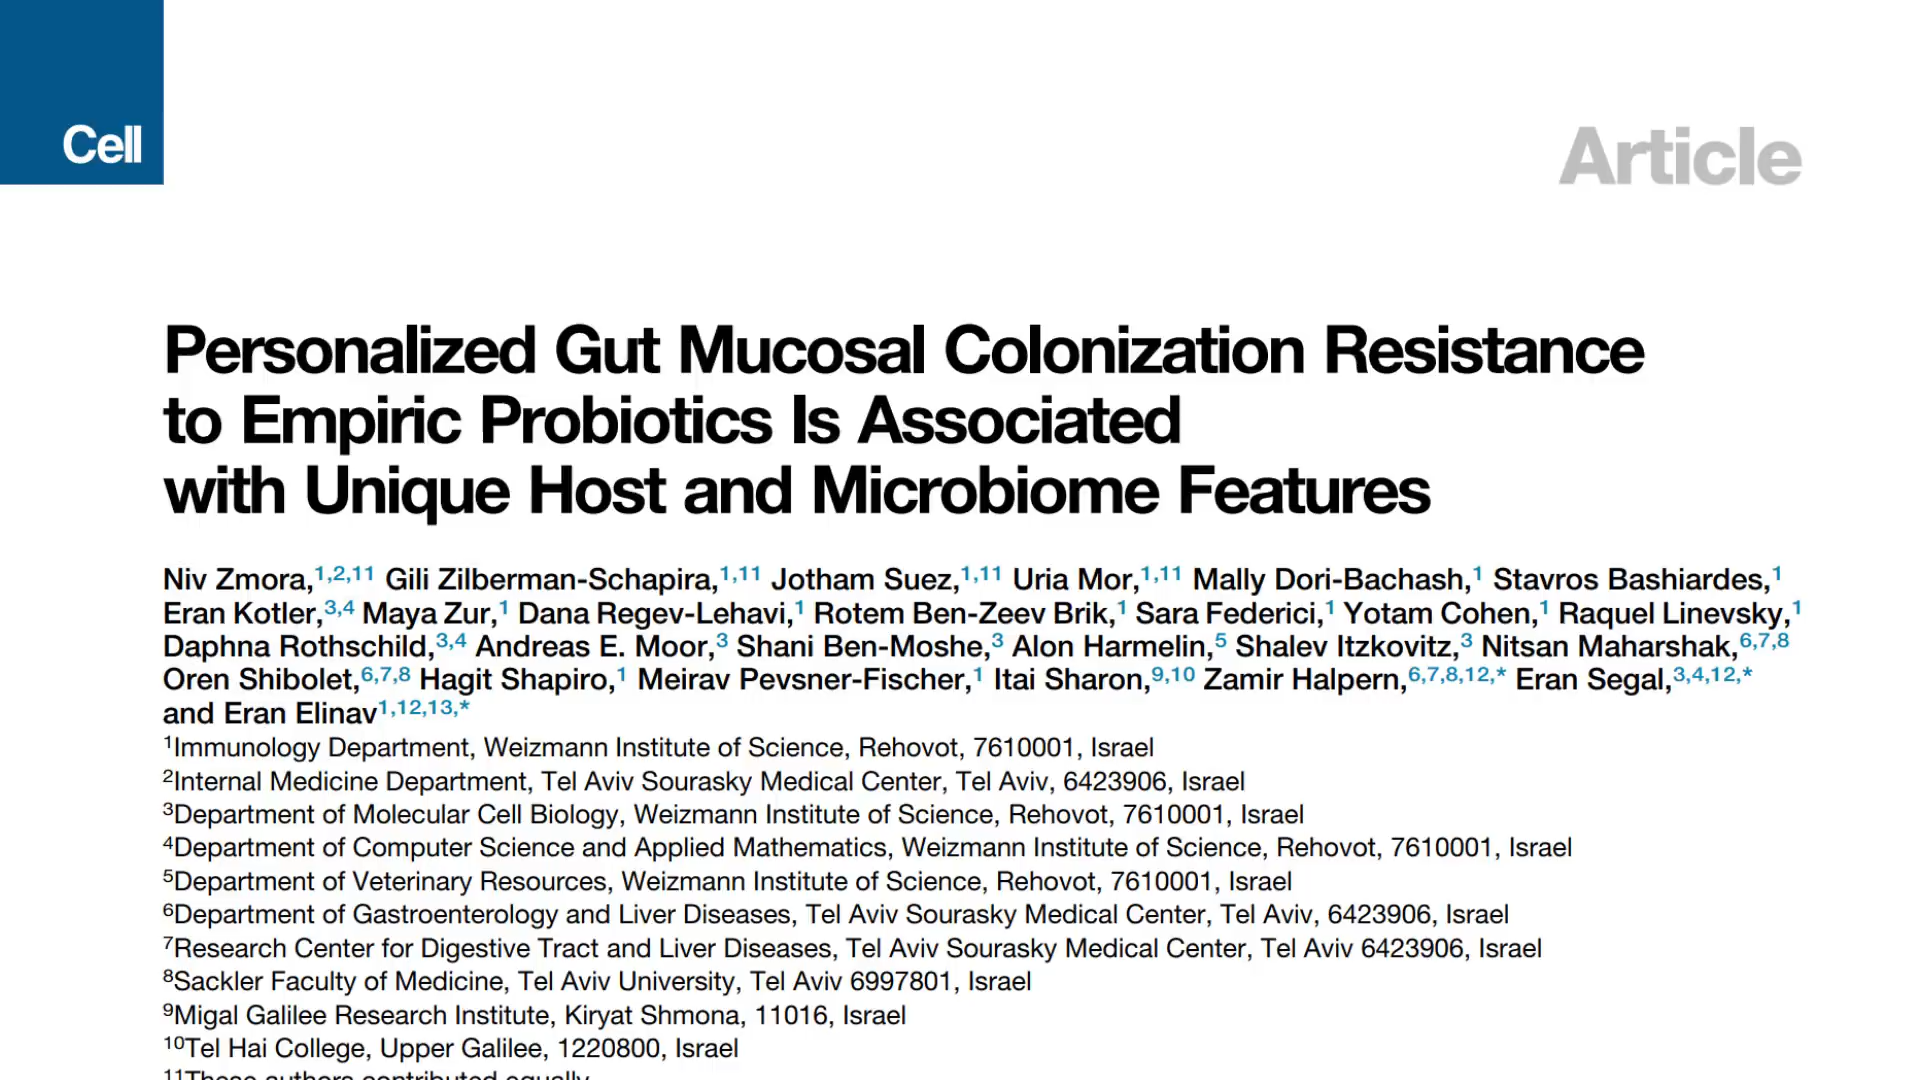 Cell
Article
Personalized Gut Mucosal Colonization Resistance
to Empiric Probiotics Is Associated
with Unique Host and Microbiome Features
Niv Zmora,1,2,11 Gili Zilberman-Schapira,1,11 Jotham Suez,1,11 Uria Mor,1,11 Mally Dori-Bachash,1 Stavros Bashiardes,1
Eran Kotler,3,4 Maya Zur,1 Dana Regev-Lehavi,1 Rotem Ben-Zeev Brik,1 Sara Federici,1 Yotam Cohen,1 Raquel Linevsky,1
Daphna Rothschild,3,4 Andreas E. Moor,3 Shani Ben-Moshe,3 Alon Harmelin,5 Shalev Itzkovitz,3 Nitsan Maharshak,6,7,8
Oren Shibolet,6,7,8 Hagit Shapiro,1 Meirav Pevsner-Fischer,1 Itai Sharon,9,10 Zamir Halpern,6,7,8,12,* Eran Segal,3,4,12,*
and Eran Elinav1,12,13,*
1Immunology Department, Weizmann Institute of Science, Rehovot, 7610001, Israel
2Internal Medicine Department, Tel Aviv Sourasky Medical Center, Tel Aviv, 6423906, Israel
3Department of Molecular Cell Biology, Weizmann Institute of Science, Rehovot, 7610001, Israel
4Department of Computer Science and Applied Mathematics, Weizmann Institute of Science, Rehovot, 7610001, Israel
5Department of Veterinary Resources, Weizmann Institute of Science, Rehovot, 7610001, Israel
6Department of Gastroenterology and Liver Diseases, Tel Aviv Sourasky Medical Center, Tel Aviv, 6423906, Israel
7Research Center for Digestive Tract and Liver Diseases, Tel Aviv Sourasky Medical Center, Tel Aviv 6423906, Israel
8Sackler Faculty of Medicine, Tel Aviv University, Tel Aviv 6997801, Israel
9Migal Galilee Research Institute, Kiryat Shmona, 11016, Israel
10Tel Hai College, Upper Galilee, 1220800, Israel
11These authors contributed equally